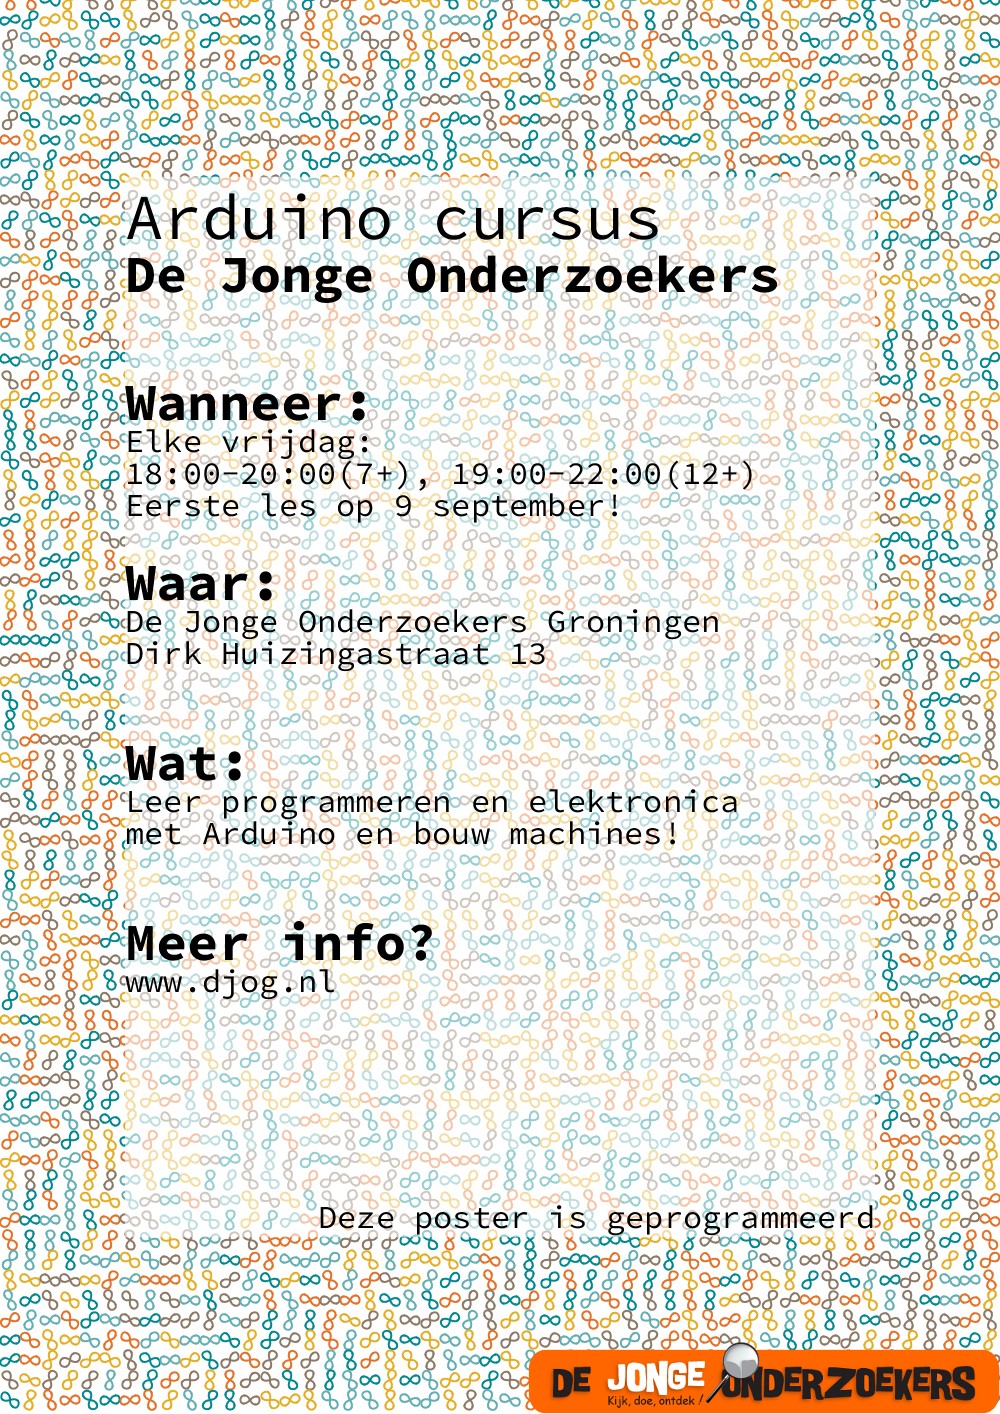 Arduino cursus
De Jonge Onderzoekers
Wanneer:
Elke vrijdag:
18:00-20:00(7+), 19:00-22:00(12+)
Eerste les op 9 september!
Waar:
De Jonge Onderzoekers Groningen
Dirk Huizingastraat 13
Wat:
Leer programmeren en elektronica
met Arduino en bouw machines!
Meer info?
www.djog.nl
Deze poster is geprogrammeerd
DE JONGE ONDERZOEKERS
Kijk, doe, ontdek !